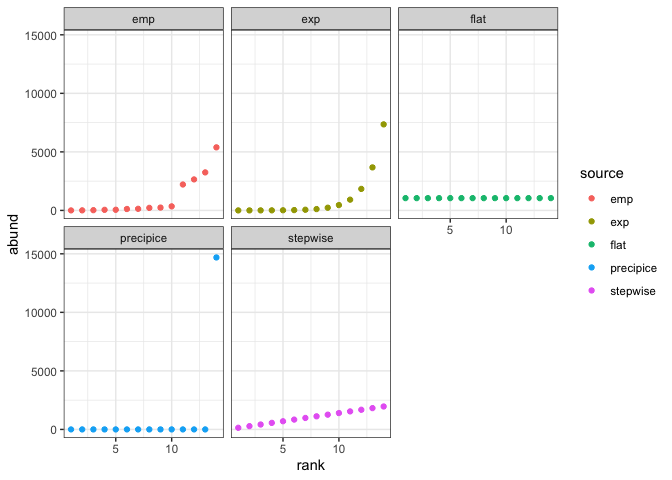 emp exp flat
15000
10000
5000
0
5 10
precipice stepwise
15000
10000
5000
0
5 10 5 10
abund
rank
source
emp
exp
flat
precipice
stepwise